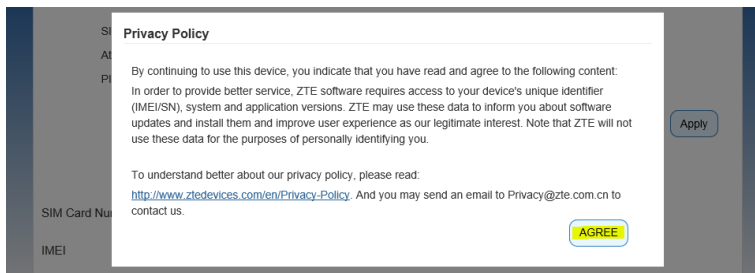 Privacy Policy
By continuing to use this device, you indicate that you have read and agree to the following content:
In order to provide better service, ZTE software requires access to your device's unique identifier
(IMEI/SN), system and application versions. ZTE may use these data to inform you about software
updates and install them and improve user experience as our legitimate interest. Note that ZTE will not
use these data for the purposes of personally identifying you.
Apply
To understand better about our privacy policy, please read:
http://www.ztedevices.com/en/Privacy-Policy. And you may send an email to Privacy@zte.com.cn to
contact us.
SIM Card
AGREE
IMEI